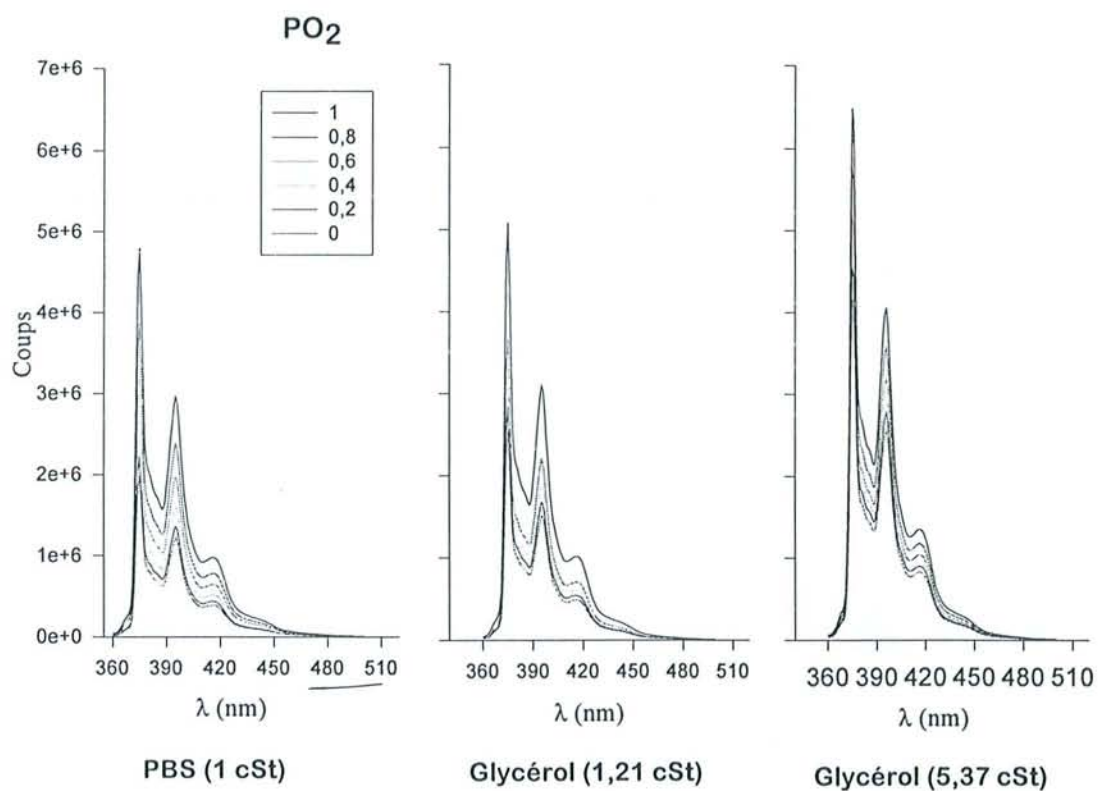 PO2
7e+6
6e+6
5e+6
4e+6
3e+6
2e+6
1e+6
0e+0
Coups
1
0,8
0,6
0,4
0,2
0
360 390 420 450 480 510
λ (nm)
PBS (1 cSt)
360 390 420 450 480 510
λ (nm)
Glycérol (1,21 cSt)
360 390 420 450 480 510
λ (nm)
Glycérol (5,37 cSt)